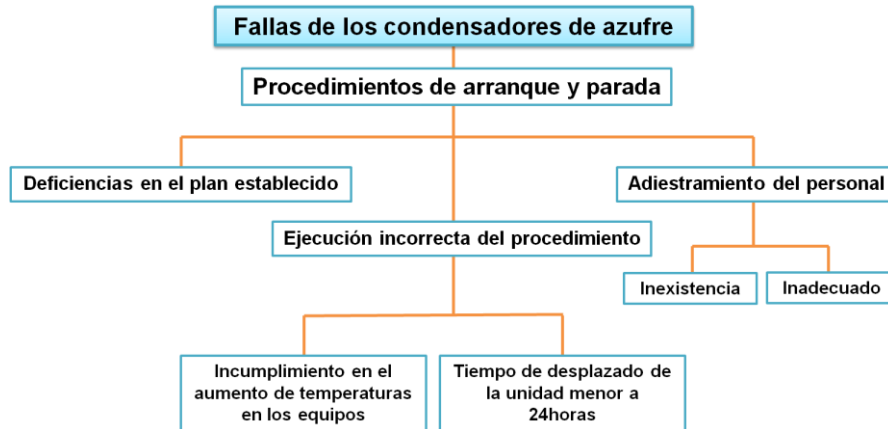 Fallas de los condensadores de azufre
Procedimientos de arranque y parada
Deficiencias en el plan establecido
Adiestramiento del personal
Ejecución incorrecta del procedimiento
Inexistencia
Inadecuado
Incumplimiento en el
aumento de temperaturas
en los equipos
Tiempo de desplazado de
la unidad menor a
24horas